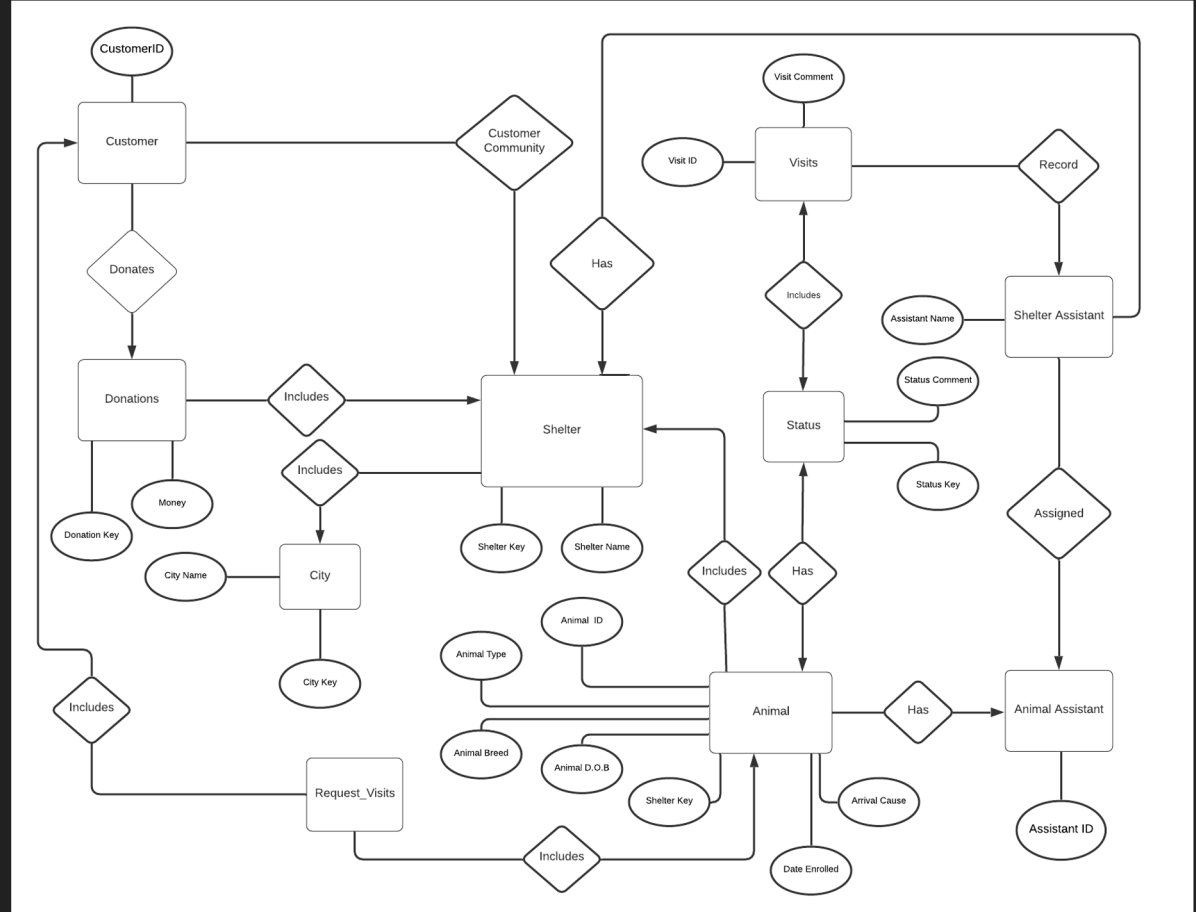 CustomerID
Visit Comment
Customer
Customer
Community
Visit ID
Visits
Record
Donates
Has
Includes
Assistant Name
Shelter Assistant
Donations
Includes
Shelter
Status Comment
Status
Includes
Status Key
Money
Donation Key
Shelter Key
Shelter Name
Assigned
City Name
City
Includes
Has
Animal  ID
Animal Type
City Key
Includes
Animal
Has
Animal Assistant
Animal Breed
Animal D.O.B
Request_Visits
Shelter Key
Arrival Cause
Assistant ID
Includes
Date Enrolled